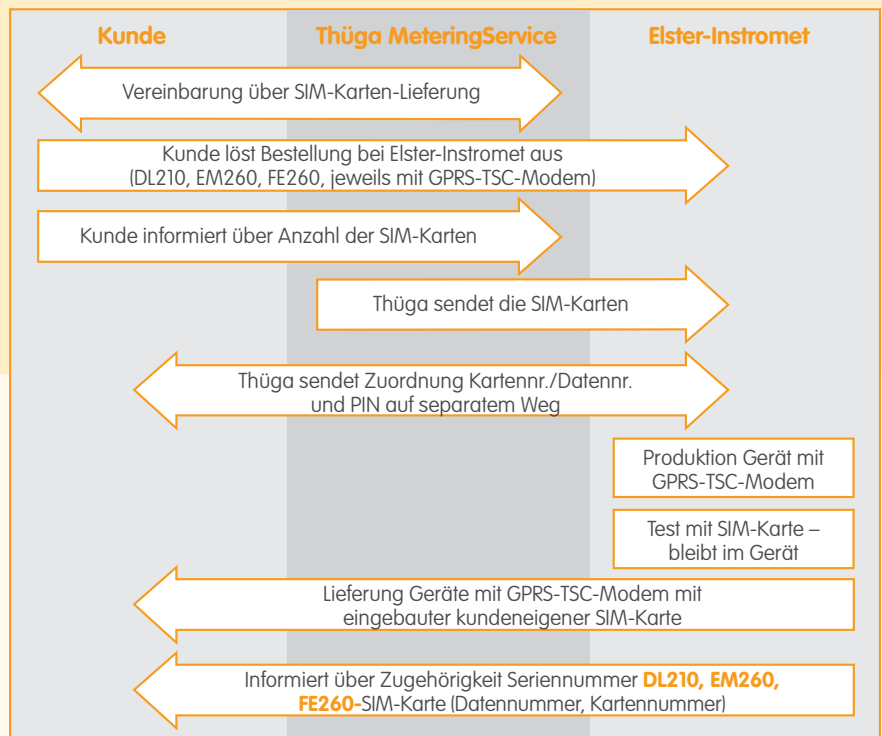 Kunde
Thüga MeteringService
Elster-Instromet
Vereinbarung über SIM-Karten-Lieferung
Kunde löst Bestellung bei Elster-Instromet aus
(DL210, EM260, FE260, jeweils mit GPRS-TSC-Modem)
Kunde informiert über Anzahl der SIM-Karten
Thüga sendet die SIM-Karten
Thüga sendet Zuordnung Kartennr./Datennr.
und PIN auf separatem Weg
Produktion Gerät mit
GPRS-TSC-Modem
Test mit SIM-Karte –
bleibt im Gerät
Lieferung Geräte mit GPRS-TSC-Modem mit
eingebauter kundeneigener SIM-Karte
Informiert über Zugehörigkeit Seriennummer DL210, EM260,
FE260-SIM-Karte (Datennummer, Kartennummer)